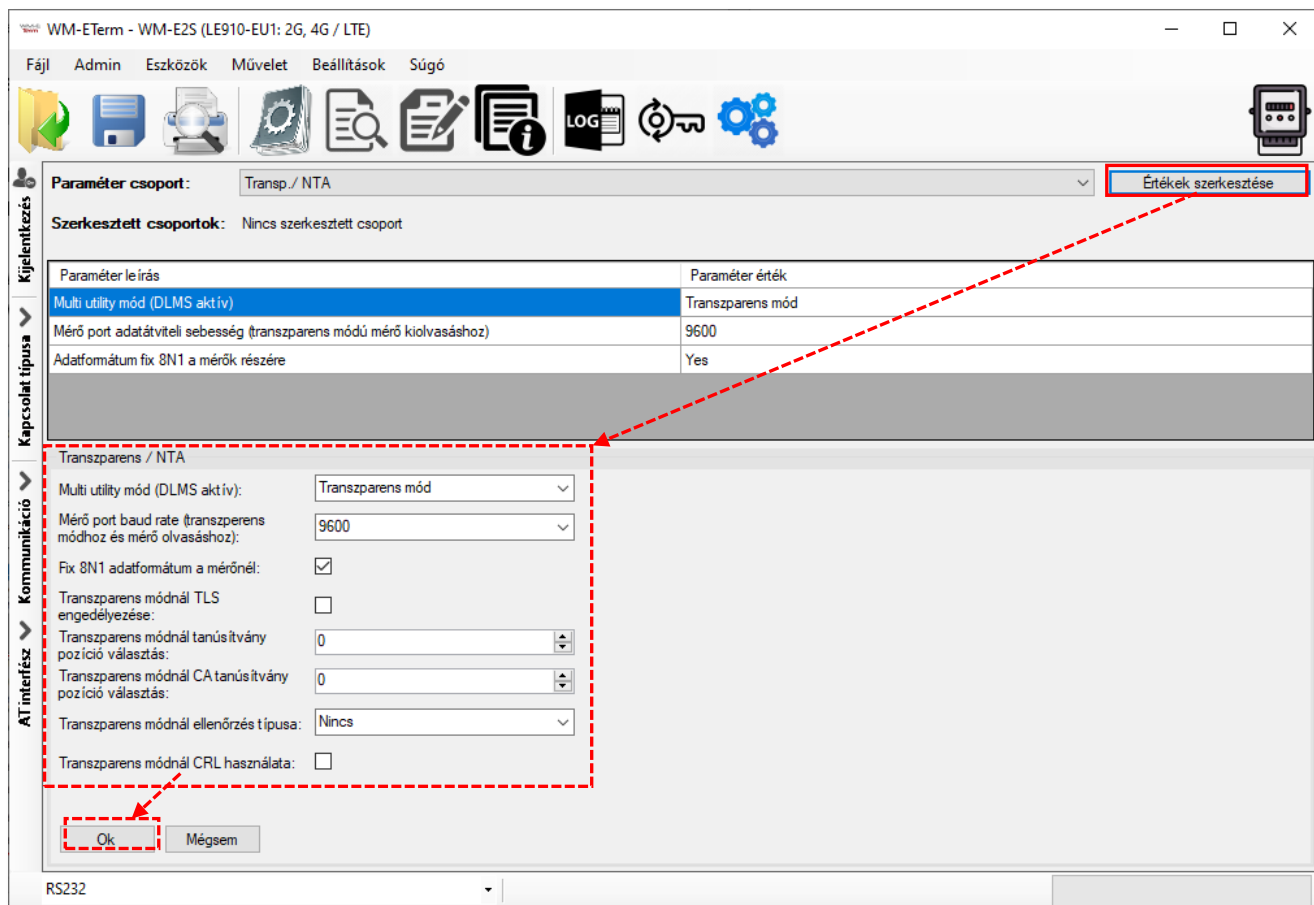 WM-ETerm - WM-E2S (LE910-EU1: 2G, 4G / LTE)
Fájl Admin Eszközök Művelet Beállítások Súgó
LOG
Paraméter csoport: Transp./ NTA Értékek szerkesztése
Szerkesztett csoportok: Nincs szerkesztett csoport
Kijelentkezés
Kapcsolat típusa
Kommunikáció
AT interfész
Paraméter leírás Paraméter érték
Multi utility mód (DLMS aktív) Transzparens mód
Mérő port adatátviteli sebesség (transzparens módú mérő kiolvasáshoz) 9600
Adatformátum fix 8N1 a mérők részére Yes
Transzparens / NTA
Multi utility mód (DLMS aktív): Transzparens mód
Mérő port baud rate (transzperens
módhoz és mérő olvasáshoz): 9600
Fix 8N1 adatformátum a mérőnél:
Transzparens módnál TLS
engedélyezése:
Transzparens módnál tanúsítvány
pozíció választás: 0
Transzparens módnál CA tanúsítvány
pozíció választás: 0
Transzparens módnál ellenőrzés típusa: Nincs
Transzparens módnál CRL használata:
Ok Mégsem
RS232